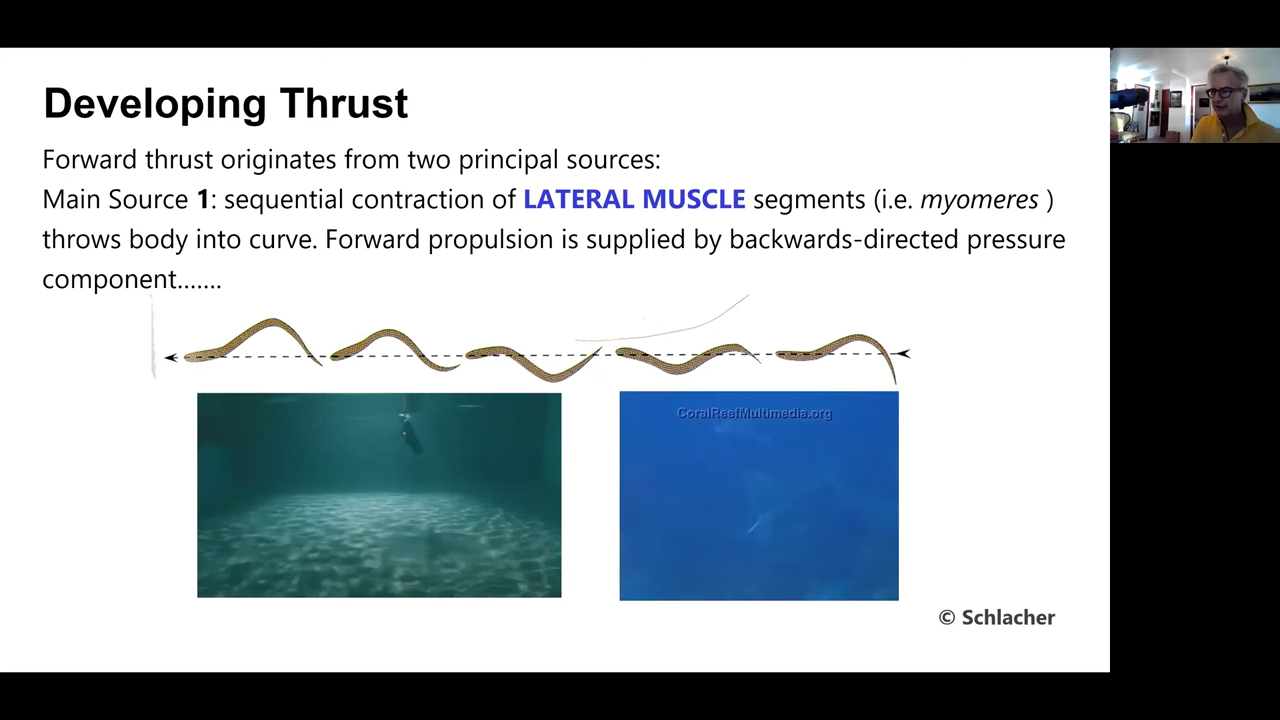 Developing Thrust
Forward thrust originates from two principal sources:
Main Source 1: sequential contraction of LATERAL MUSCLE segments (i.e. myomeres )
throws body into curve. Forward propulsion is supplied by backwards-directed pressure
component.......
CoralReefMultimedia.org
© Schlacher